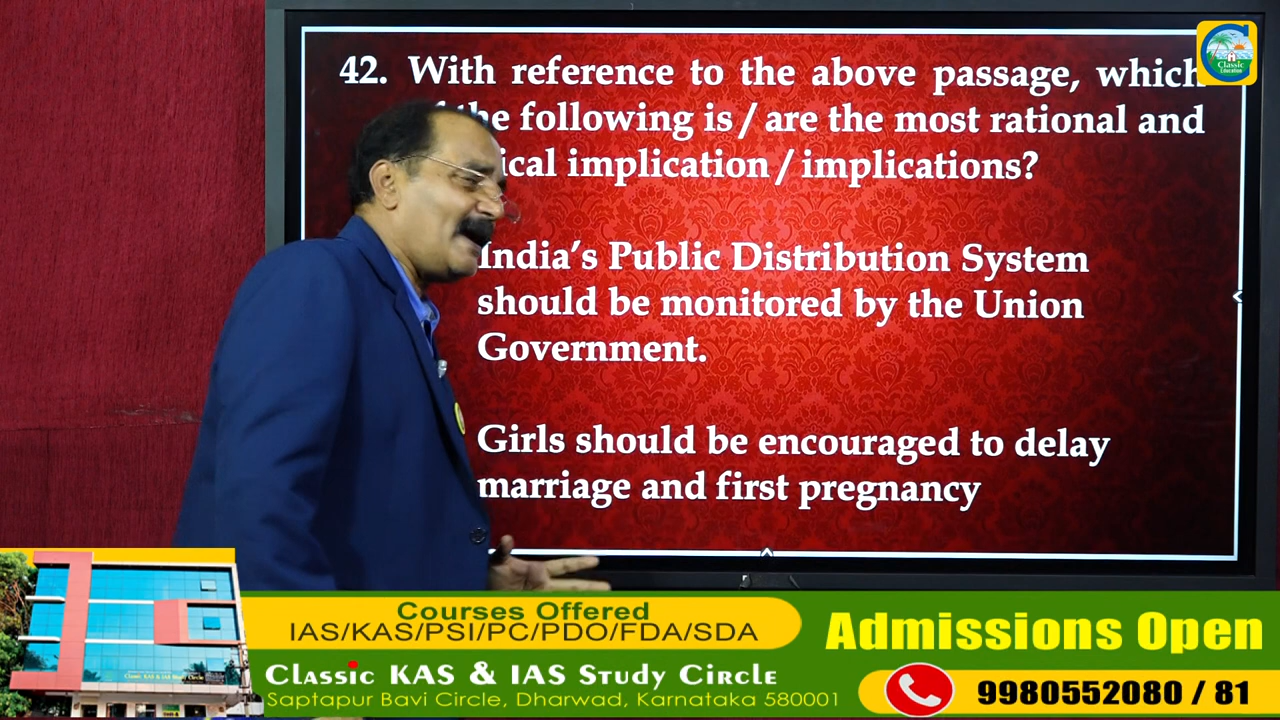 42. With reference to the above passage, which
the following is / are the most rational and
implication / implications?
India's Public Distribution System
should be monitored by the Union
Government.
Girls should be encouraged to delay
marriage and first pregnancy
Classic
Education
Courses Offered
IAS/KAS/PSI/PC/PDO/FDA/SDA
Classic KAS & IAS Study Circle
Saptapur Bavi Circle, Dharwad, Karnataka 580001
Admissions Open
9980552080 / 81